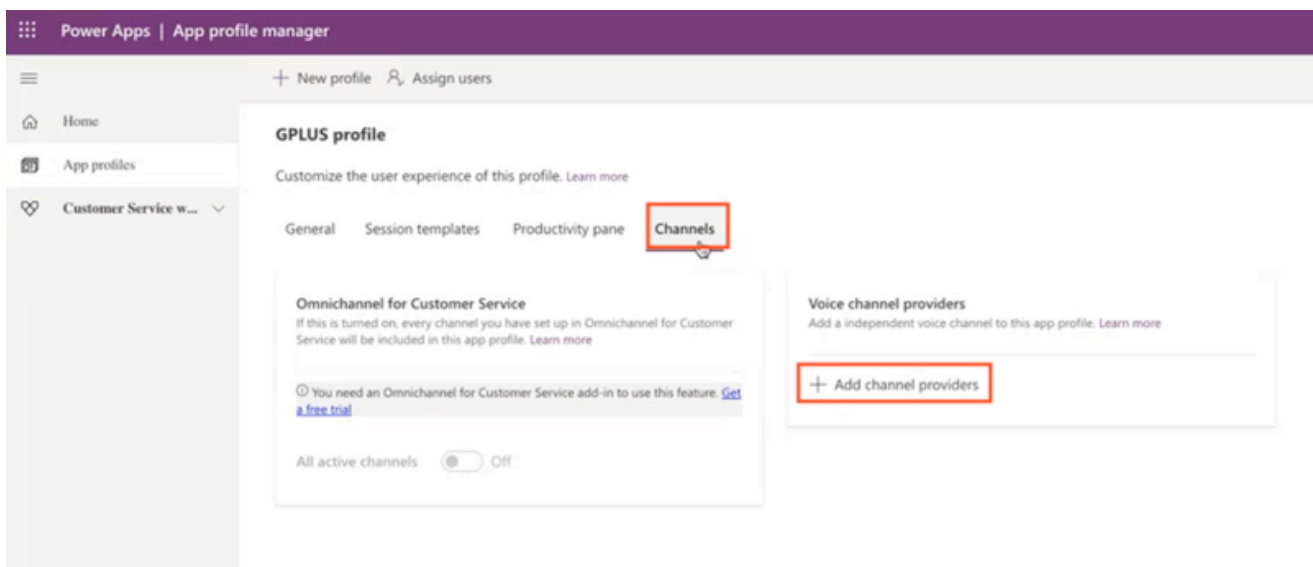 Power Apps | App profile manager
+ New profile Assign users
Home
App profiles
Customer Service w...
GPLUS profile
Customize the user experience of this profile. Learn more
General Session templates Productivity pane Channels
Omnichannel for Customer Service
If this is turned on, every channel you have set up in Omnichannel for Customer
Service will be included in this app profile. Learn more
You need an Omnichannel for Customer Service add-in to use this feature. Get
a free trial
All active channels Off
Voice channel providers
Add a independent voice channel to this app profile. Learn more
+ Add channel providers